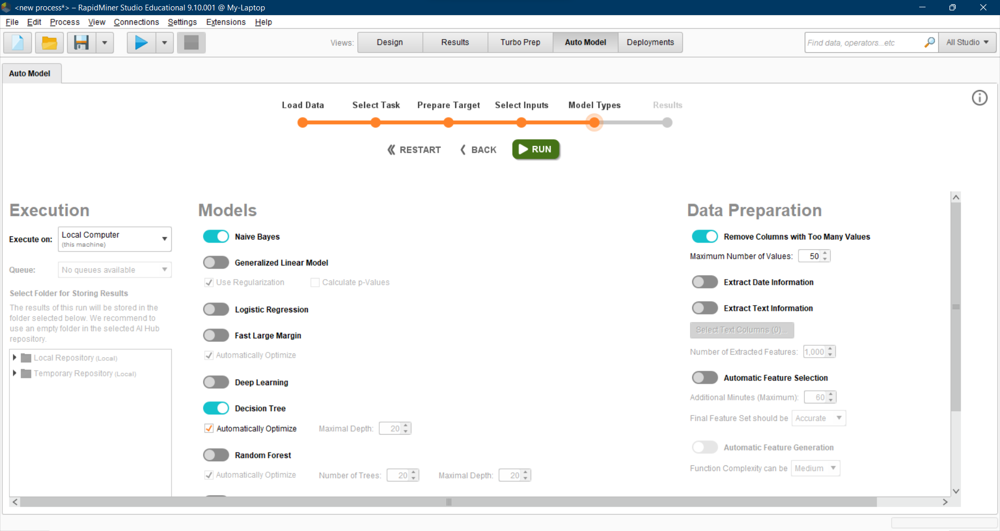 <new process*> – RapidMiner Studio Educational 9.10.001 @ My-Laptop
File Edit Process View Connections Settings Extensions Help
Views: Design Results Turbo Prep Auto Model Deployments
Find data, operators...etc All Studio
Auto Model
Load Data Select Task Prepare Target Select Inputs Model Types Results
RESTART BACK RUN
Execution
Execute on: Local Computer
(this machine)
Queue: No queues available
Select Folder for Storing Results
The results of this run will be stored in the
folder selected below. We recommend to
use an empty folder in the selected AI Hub
repository.
Local Repository (Local)
Temporary Repository (Local)
Models
Naive Bayes
Generalized Linear Model
Use Regularization Calculate p-Values
Logistic Regression
Fast Large Margin
Automatically Optimize
Deep Learning
Decision Tree
Automatically Optimize Maximal Depth: 20
Random Forest
Automatically Optimize Number of Trees: 20 Maximal Depth: 20
Data Preparation
Remove Columns with Too Many Values
Maximum Number of Values: 50
Extract Date Information
Extract Text Information
Select Text Columns (0)...
Number of Extracted Features: 1,000
Automatic Feature Selection
Additional Minutes (Maximum): 60
Final Feature Set should be Accurate
Automatic Feature Generation
Function Complexity can be Medium